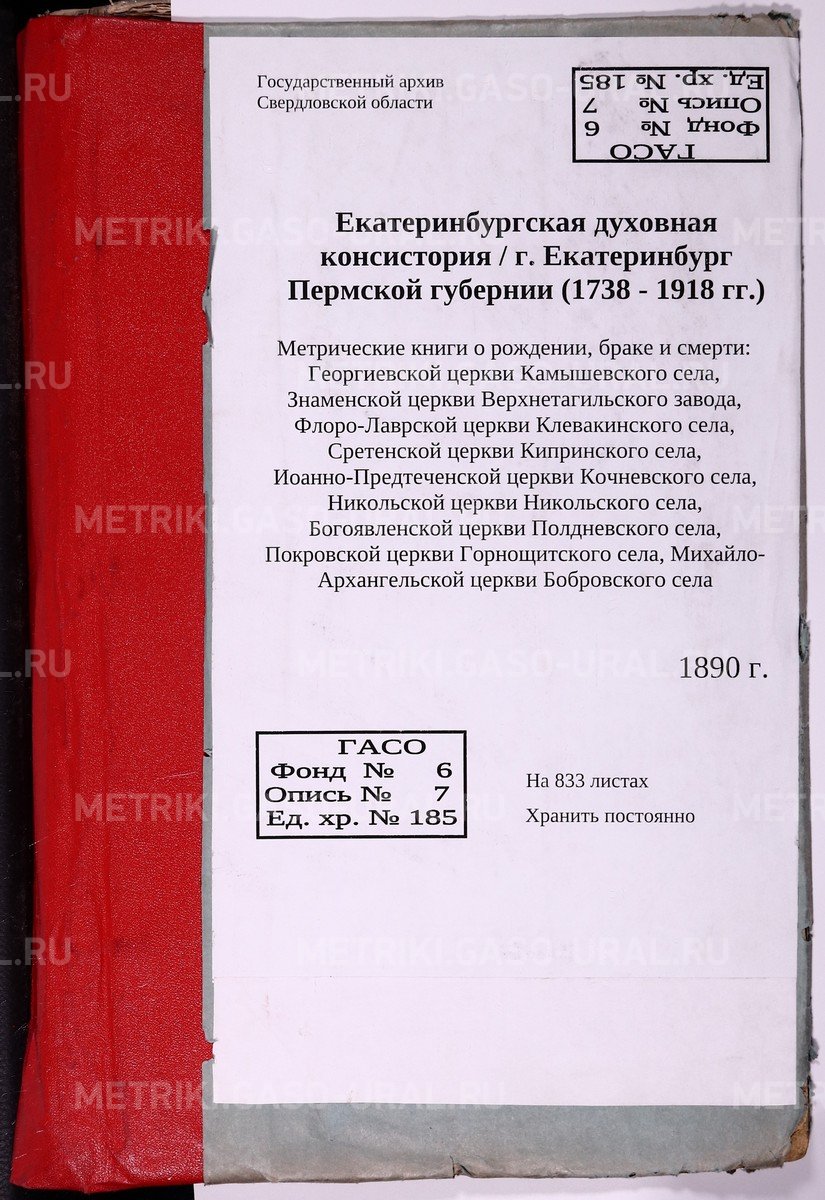 Государственный архив
Свердловской области
ГАСО
Фонд № 6
Опись № 7
Ед. хр. № 185
Екатеринбургская духовная
консистория / г. Екатеринбург
Пермской губернии (1738 - 1918 гг.)
Метрические книги о рождении, браке и смерти:
Георгиевской церкви Камышевского села,
Знаменской церкви Верхнетагильского завода,
Флоро-Лаврской церкви Клевакинского села,
Сретенской церкви Кипринского села,
Иоанно-Предтеченской церкви Кочневского села,
Никольской церкви Никольского села,
Богоявленской церкви Полдневского села,
Покровской церкви Горнощитского села, Михайло-
Архангельской церкви Бобровского села
1890 г.
ГАСО
Фонд № 6
Опись № 7
Ед. хр. № 185
На 833 листах
Хранить постоянно
METRIKI.GASO-URAL.RU